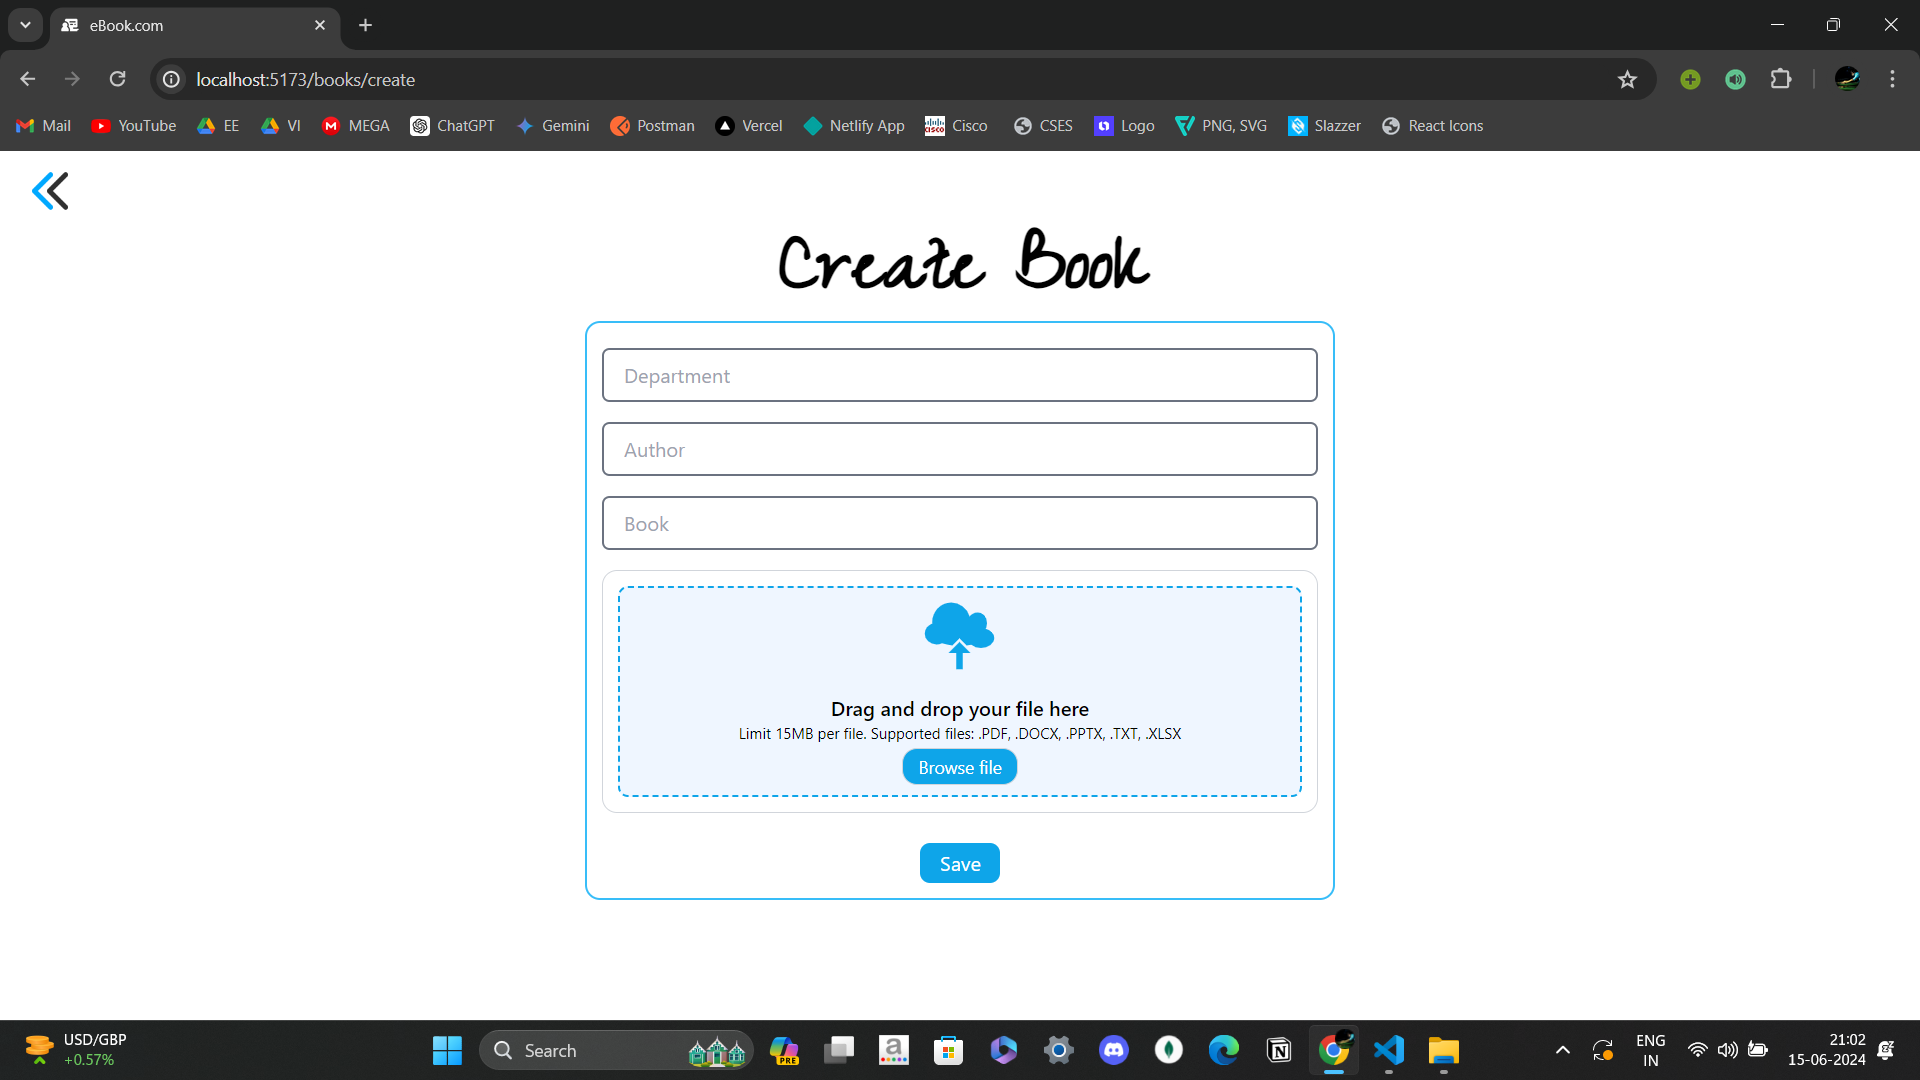 eBook.com
localhost:5173/books/create
Mail YouTube EE VI MEGA ChatGPT Gemini Postman Vercel Netlify App Cisco CSES Logo PNG, SVG Slazzer React Icons
Create Book
Department
Author
Book
Drag and drop your file here
Limit 15MB per file. Supported files: .PDF, .DOCX, .PPTX, .TXT, .XLSX
Browse file
Save
USD/GBP
+0.57%
Search
PRE
ENG
IN
21:02
15-06-2024